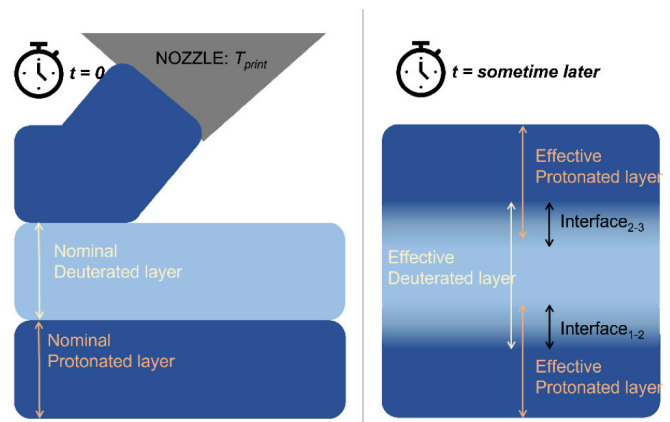 t = 0
NOZZLE: Tprint
Nominal
Deuterated layer
Nominal
Protonated layer
t = sometime later
Effective
Protonated layer
Interface2-3
Effective
Deuterated layer
Interface1-2
Effective
Protonated layer